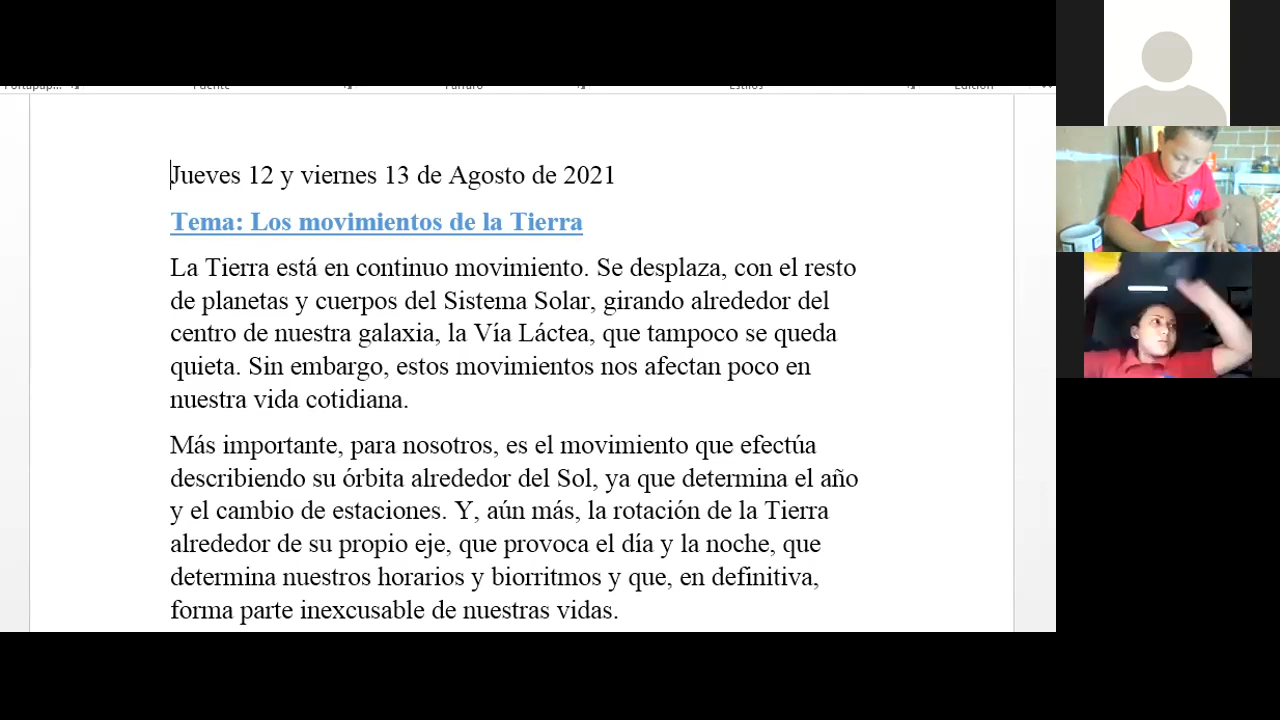 Jueves 12 y viernes 13 de Agosto de 2021
Tema: Los movimientos de la Tierra
La Tierra está en continuo movimiento. Se desplaza, con el resto
de planetas y cuerpos del Sistema Solar, girando alrededor del
centro de nuestra galaxia, la Vía Láctea, que tampoco se queda
quieta. Sin embargo, estos movimientos nos afectan poco en
nuestra vida cotidiana.
Más importante, para nosotros, es el movimiento que efectúa
describiendo su órbita alrededor del Sol, ya que determina el año
y el cambio de estaciones. Y, aún más, la rotación de la Tierra
alrededor de su propio eje, que provoca el día y la noche, que
determina nuestros horarios y biorritmos y que, en definitiva,
forma parte inexcusable de nuestras vidas.